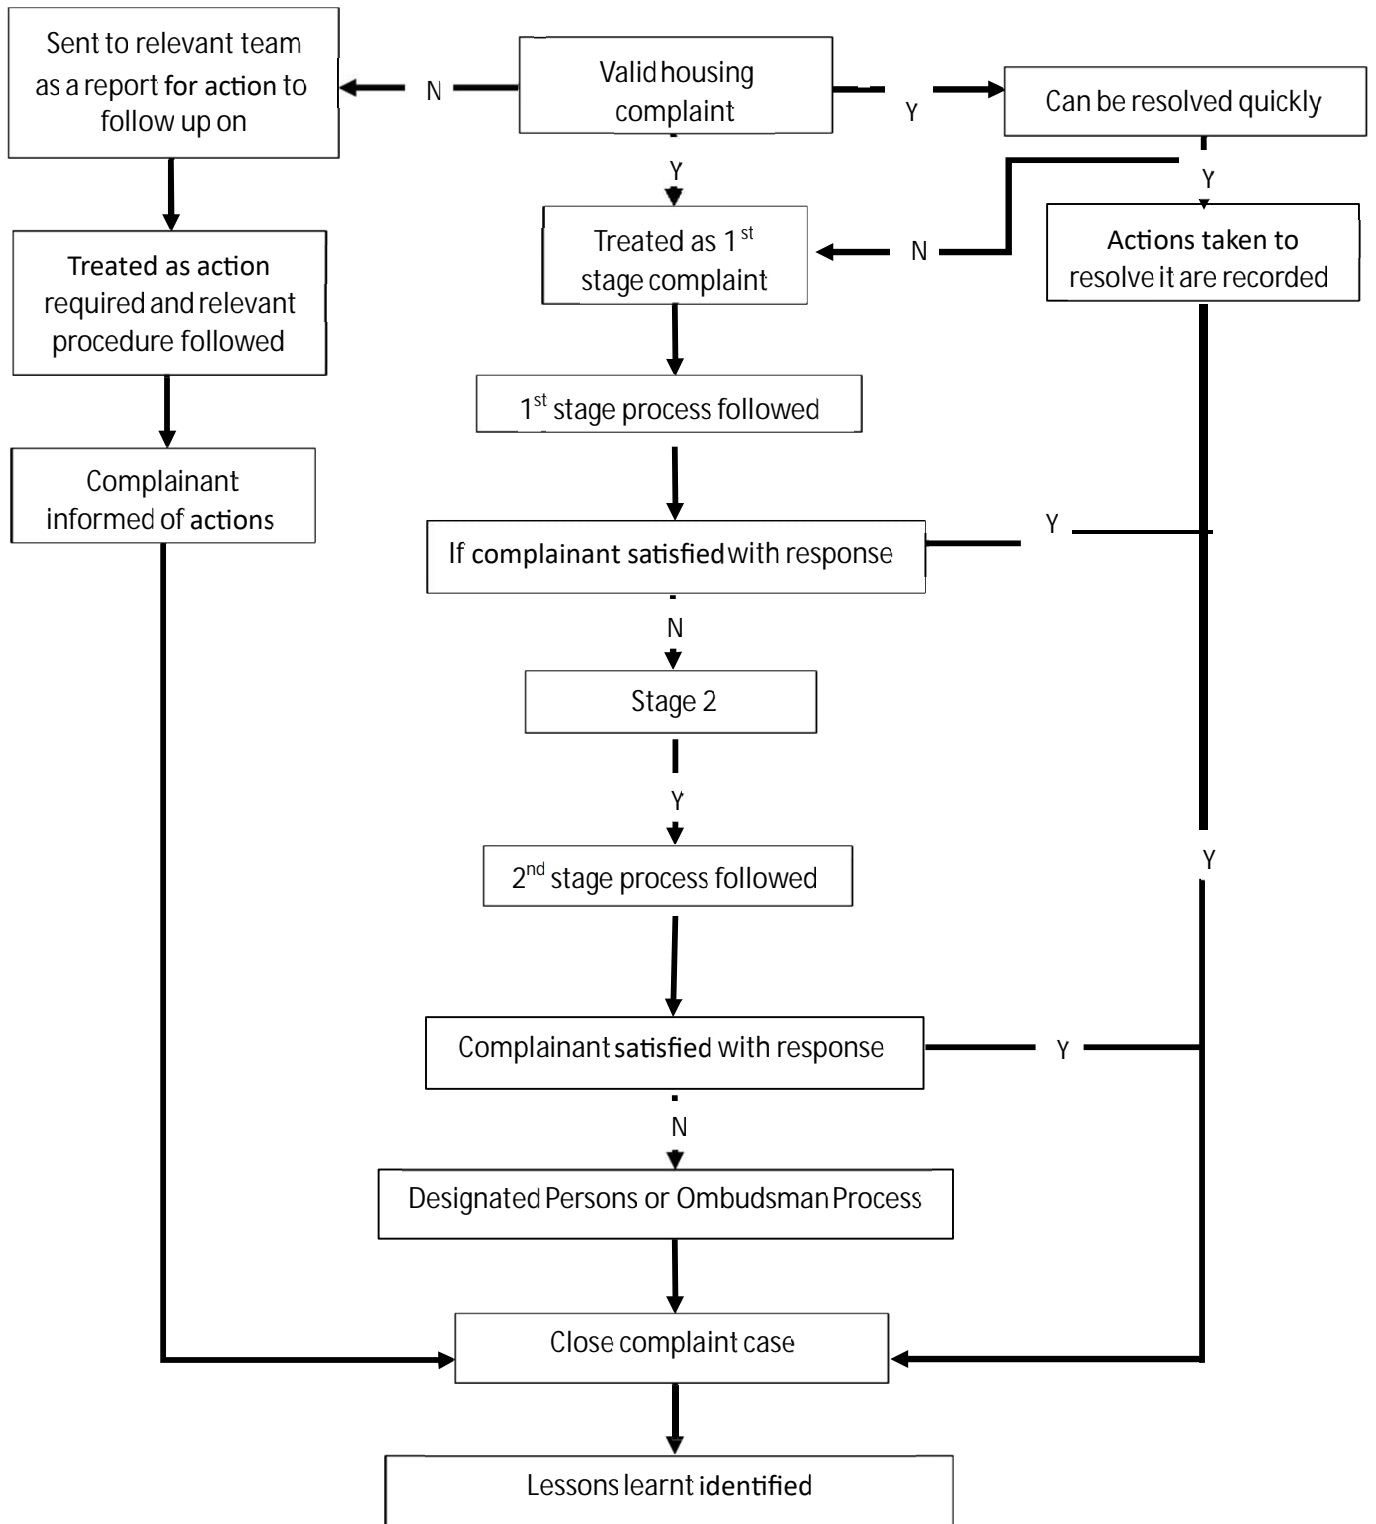 Sent to relevant team
as a report for action to
follow up on
N
Valid housing
complaint
Y
Can be resolved quickly
Y
Y
Treated as action
required and relevant
procedure followed
Treated as 1st
stage complaint
N
Actions taken to
resolve it are recorded
1st stage process followed
Complainant
informed of actions
If complainant satisfied with response
Y
N
Stage 2
Y
2nd stage process followed
Y
Complainant satisfied with response
Y
N
Designated Persons or Ombudsman Process
Close complaint case
Lessons learnt identified